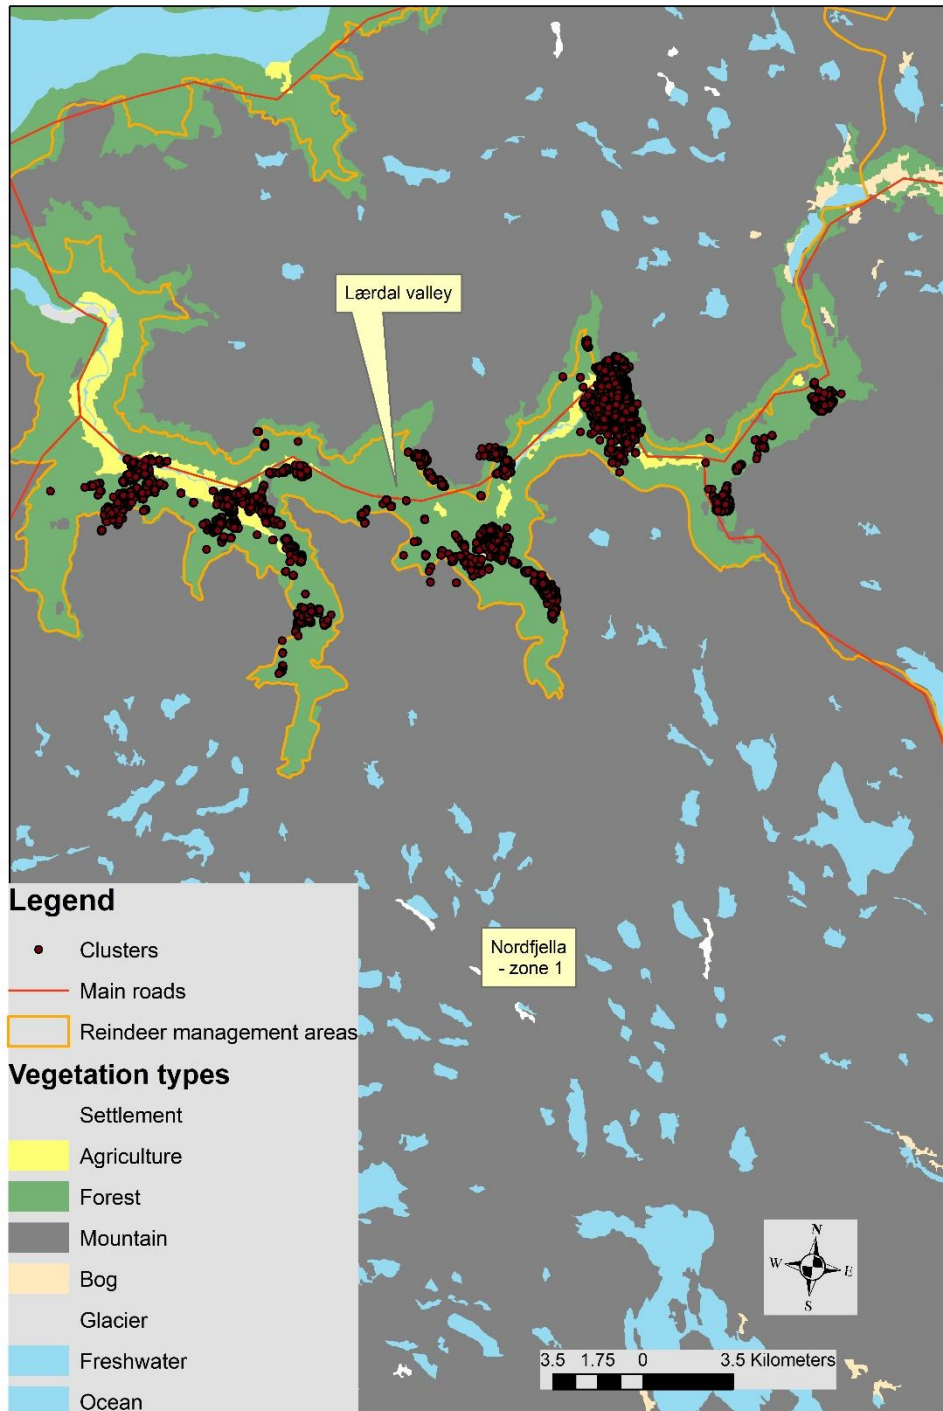 Lærdal valley
Nordfjella
- zone 1
Legend
Clusters
Main roads
Reindeer management areas
Vegetation types
Settlement
Agriculture
Forest
Mountain
Bog
Glacier
Freshwater
Ocean
N
W E
S
3.5 1.75 0 3.5 Kilometers